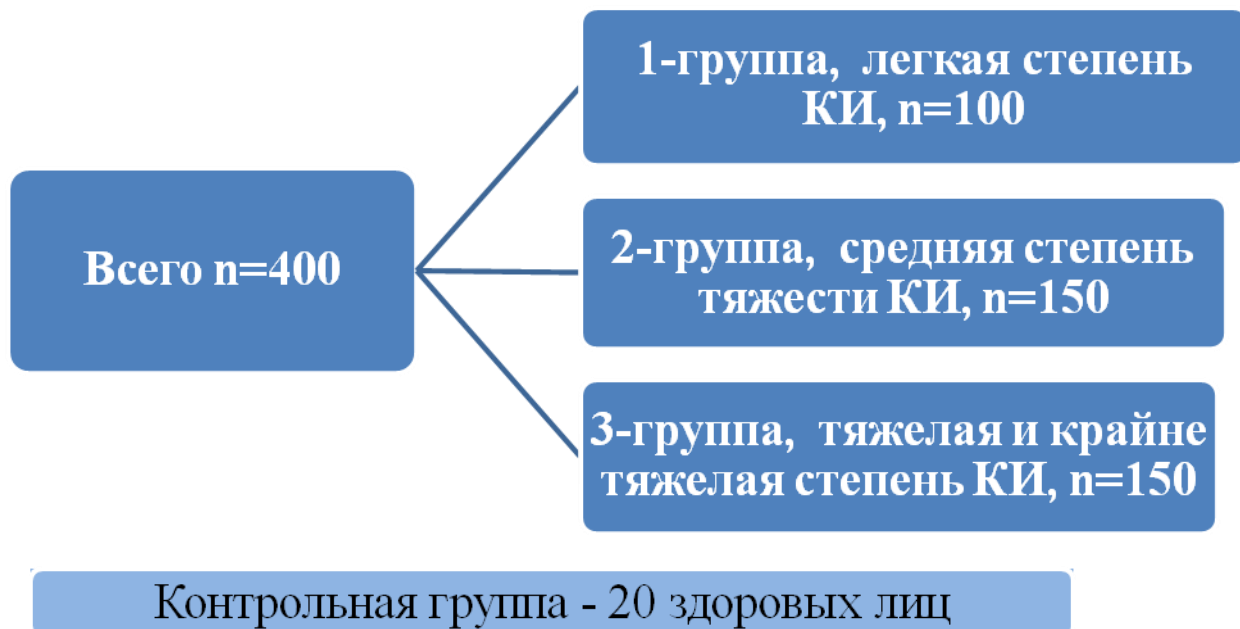 1-группа, легкая степень
КИ, n=100
Всего n=400
2-группа, средняя степень
тяжести КИ, n=150
3-группа, тяжелая и крайне
тяжелая степень КИ, n=150
Контрольная группа - 20 здоровых лиц